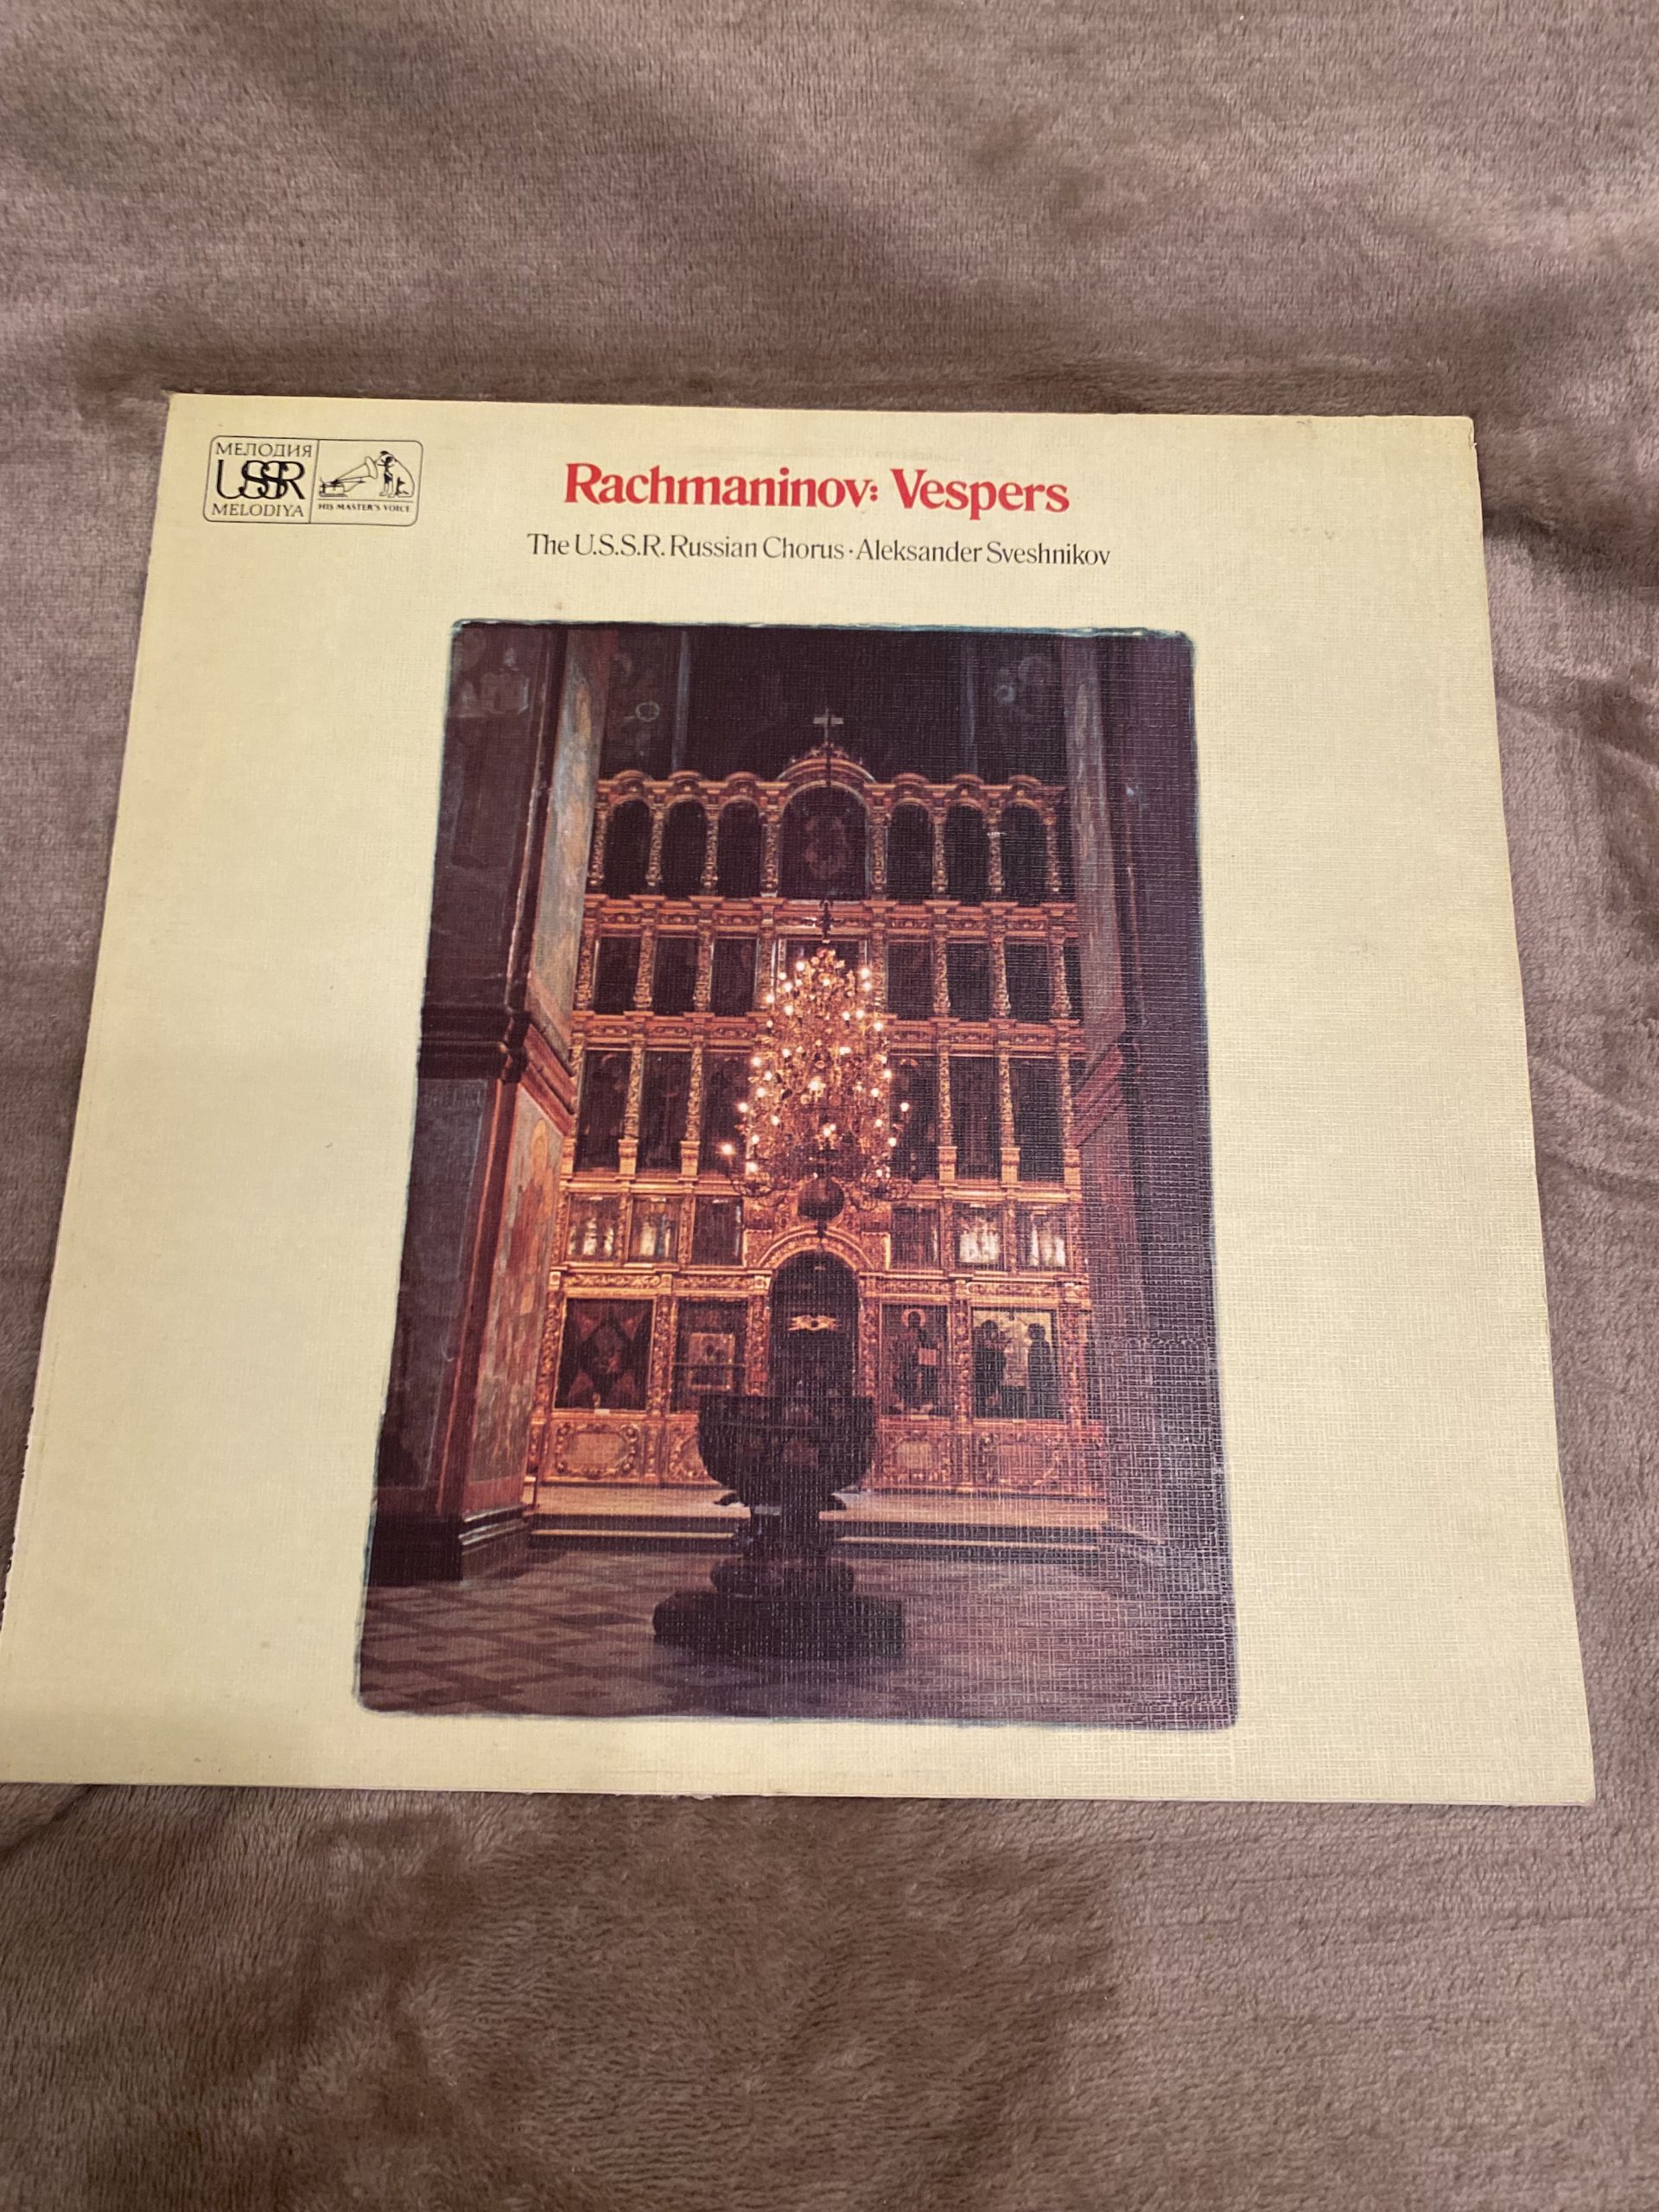 МЕЛОДИЯ
USSR
MELODIYA
HIS MASTER'S VOICE
Rachmaninov: Vespers
The U.S.S.R. Russian Chorus · Aleksander Sveshnikov